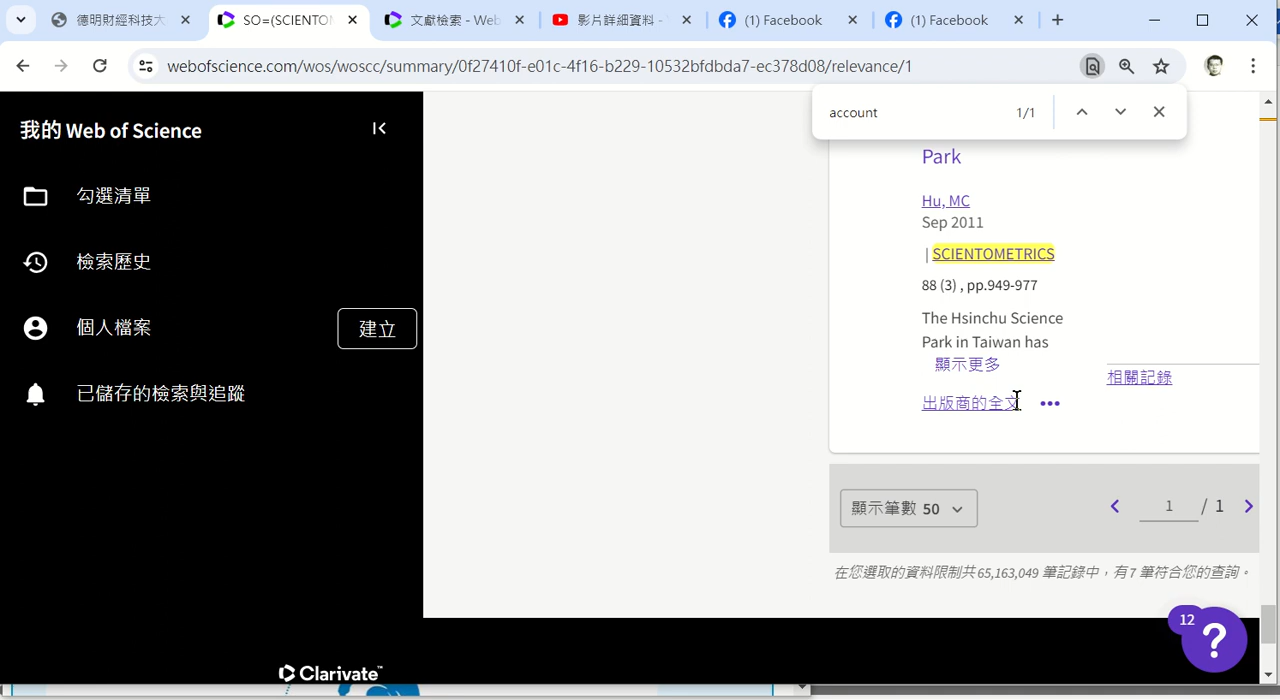 德明財經科技大
SO=(SCIENTO
文獻檢索 - Web
影片詳細資料 -
(1) Facebook
(1) Facebook
webofscience.com/wos/woscc/summary/0f27410f-e01c-4f16-b229-10532bfdbda7-ec378d08/relevance/1
account 1/1
我的 Web of Science
勾選清單
檢索歷史
個人檔案 建立
已儲存的檢索與追蹤
Park
Hu, MC
Sep 2011
| SCIENTOMETRICS
88 (3) , pp.949-977
The Hsinchu Science
Park in Taiwan has
顯示更多
相關記錄
出版商的全文 •••
顯示筆數 50
1 / 1
在您選取的資料限制共 65,163,049 筆記錄中，有 7 筆符合您的查詢。
12
?
Clarivate™